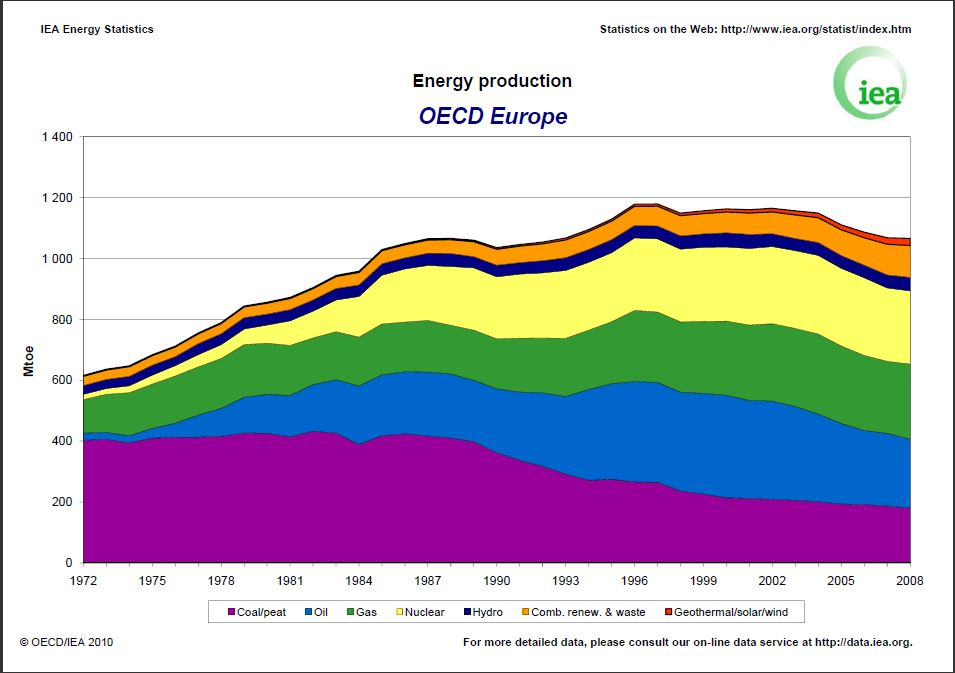 IEA Energy Statistics
Statistics on the Web: http://www.iea.org/statist/index.htm
Energy production
OECD Europe
iea
Mtoe
1 400
1 200
1 000
800
600
400
200
0
1972 1975 1978 1981 1984 1987 1990 1993 1996 1999 2002 2005 2008
Coal/peat Oil Gas Nuclear Hydro Comb. renew. & waste Geothermal/solar/wind
© OECD/IEA 2010
For more detailed data, please consult our on-line data service at http://data.iea.org.